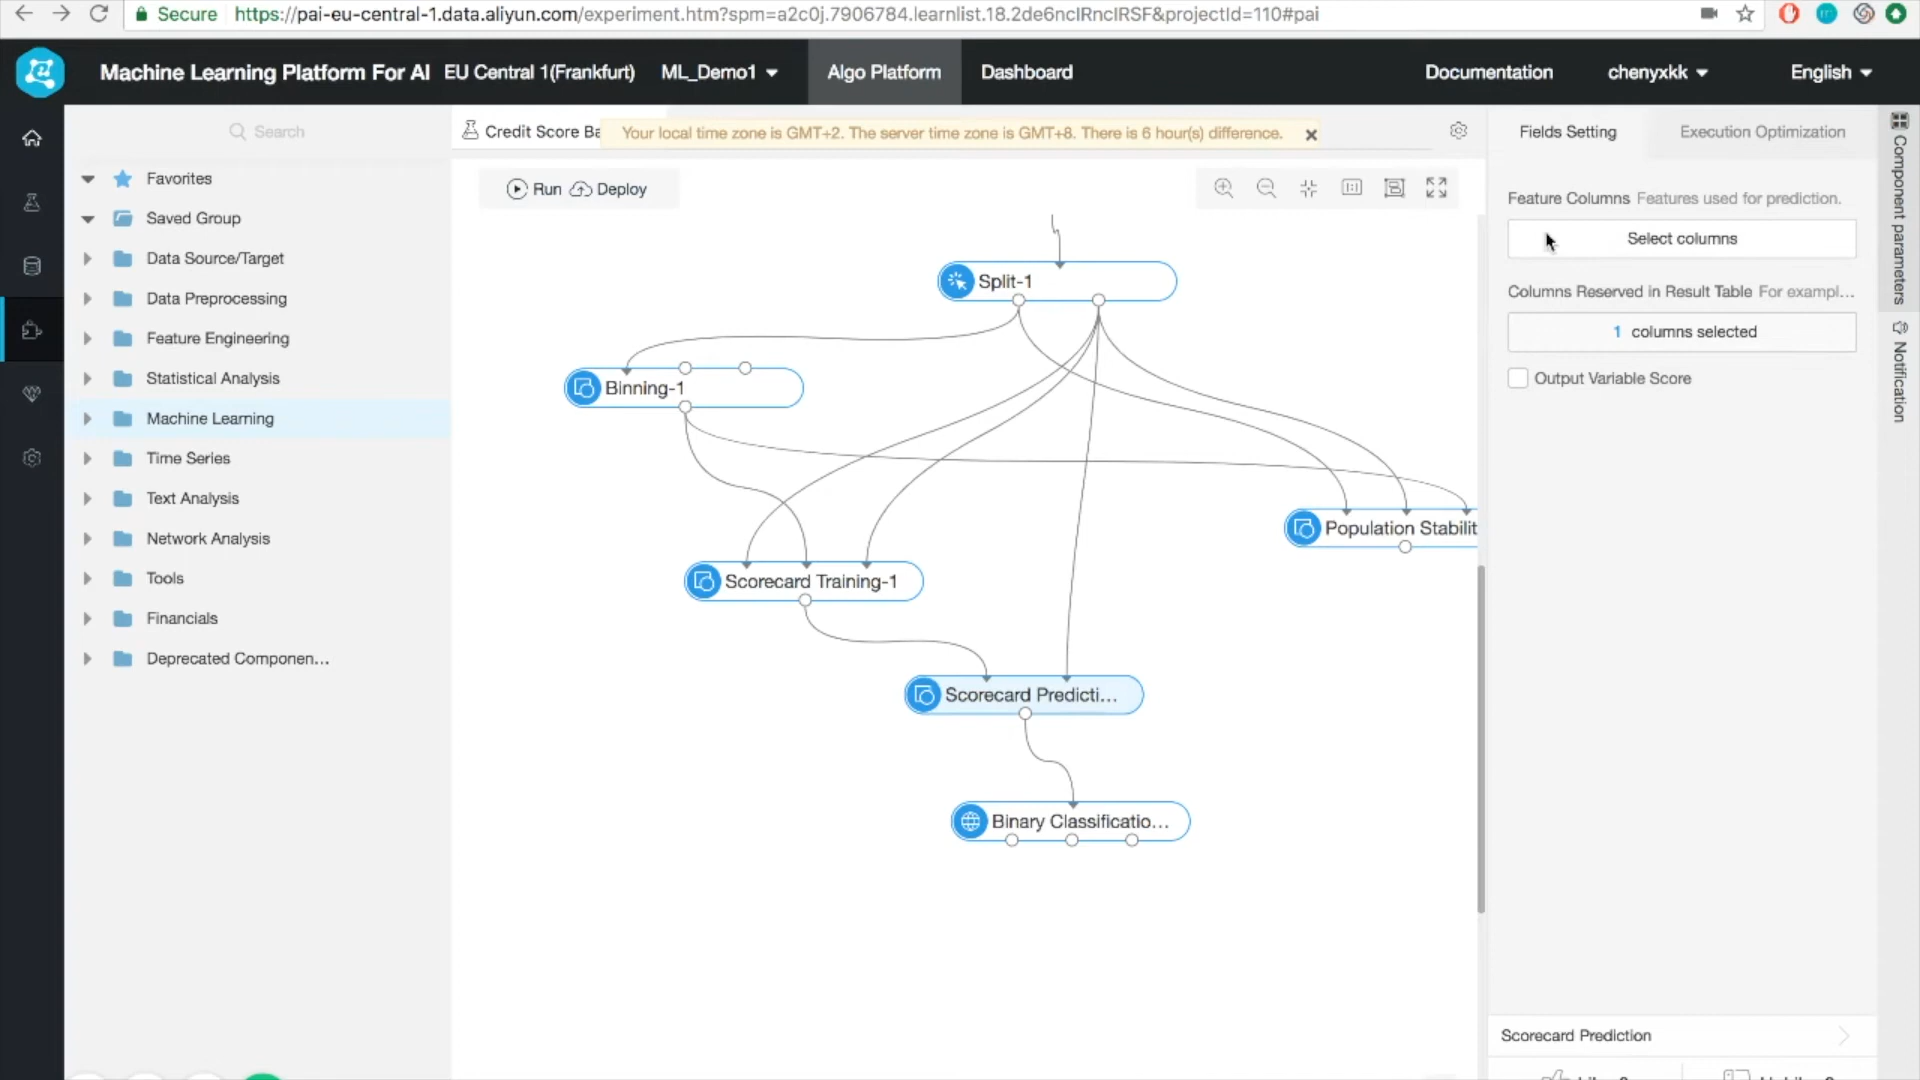 Secure https://pai-eu-central-1.data.aliyun.com/experiment.htm?spm=a2c0j.7906784.learnlist.18.2de6ncIRncIRSF&projectId=110#pai
Machine Learning Platform For AI EU Central 1(Frankfurt) ML_Demo1 Algo Platform Dashboard Documentation chenyxkk English
Search
Favorites
Saved Group
Data Source/Target
Data Preprocessing
Feature Engineering
Statistical Analysis
Machine Learning
Time Series
Text Analysis
Network Analysis
Tools
Financials
Deprecated Componen...
Credit Score Ba
Your local time zone is GMT+2. The server time zone is GMT+8. There is 6 hour(s) difference.
Run Deploy
Split-1
Binning-1
Population Stabilit
Scorecard Training-1
Scorecard Predicti...
Binary Classificatio...
Fields Setting Execution Optimization
Feature Columns Features used for prediction.
Select columns
Columns Reserved in Result Table For exampl...
1 columns selected
Output Variable Score
Scorecard Prediction
Component parameters
Notification